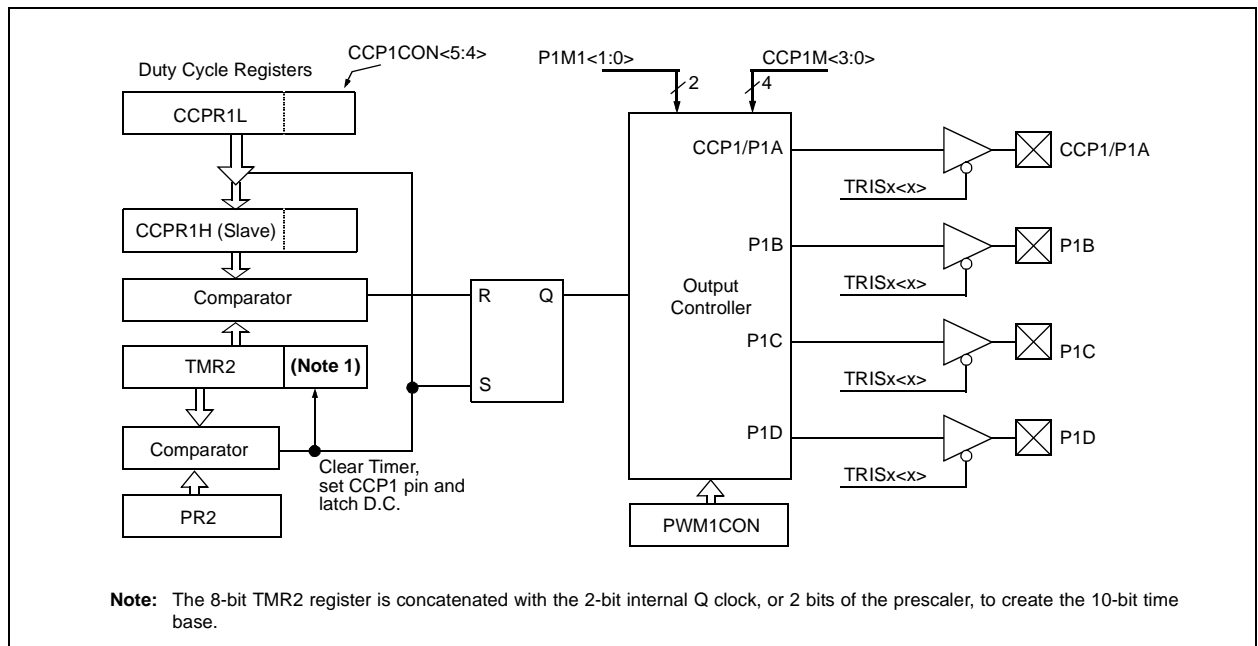 CCP1CON<5:4>
Duty Cycle Registers
CCPR1L
CCPR1H (Slave)
Comparator
TMR2
(Note 1)
Comparator
PR2
Clear Timer,
set CCP1 pin and
latch D.C.
R
Q
S
P1M1<1:0>
2
CCP1M<3:0>
4
Output
Controller
CCP1/P1A
P1B
P1C
P1D
PWM1CON
TRISx<x>
CCP1/P1A
TRISx<x>
P1B
TRISx<x>
P1C
TRISx<x>
P1D
Note: The 8-bit TMR2 register is concatenated with the 2-bit internal Q clock, or 2 bits of the prescaler, to create the 10-bit time
base.